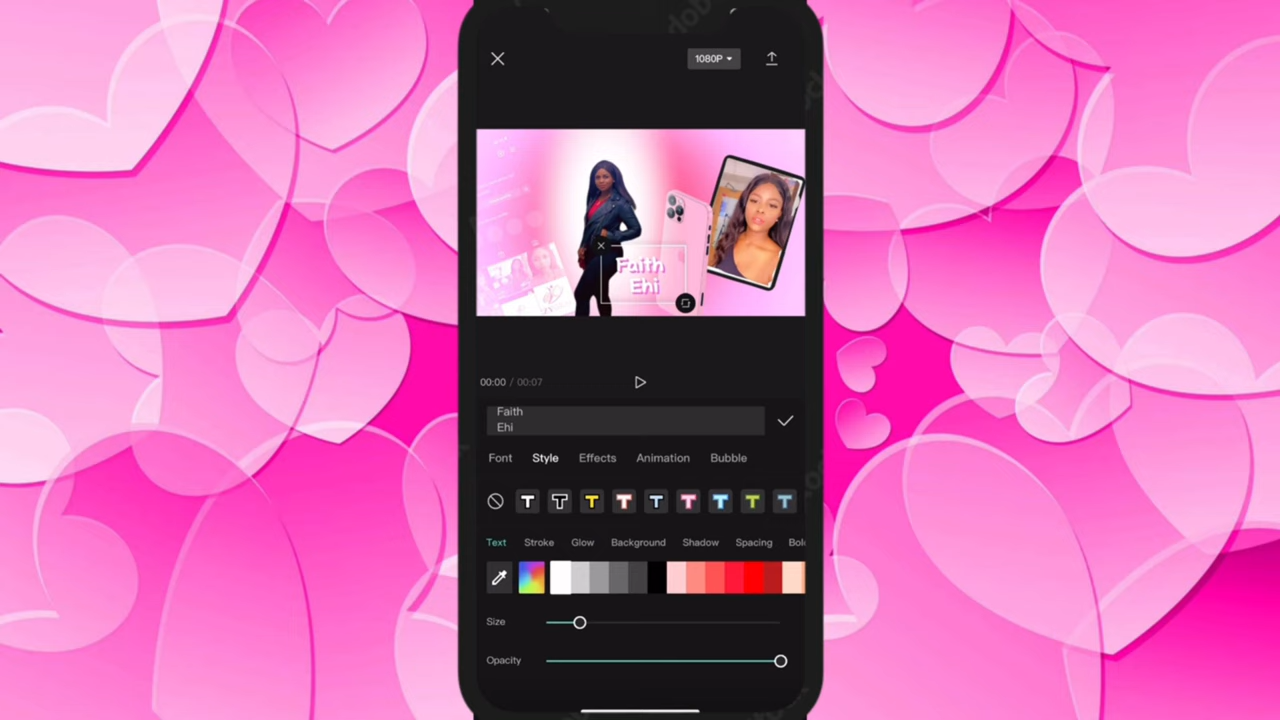 1080P
Faith
Ehi
00:00 / 00:07
Faith
Ehi
Font Style Effects Animation Bubble
T T T T T T T T T
Text Stroke Glow Background Shadow Spacing Bol
Size
Opacity